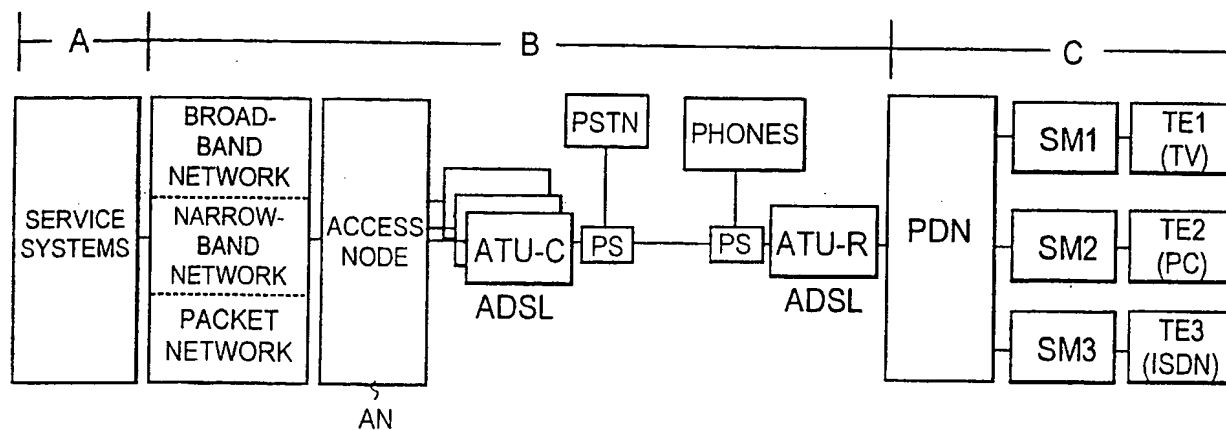 A
B
C
SERVICE
SYSTEMS
BROAD-
BAND
NETWORK
NARROW-
BAND
NETWORK
PACKET
NETWORK
ACCESS
NODE
AN
ATU-C
ADSL
PSTN
PS
PHONES
PS
ATU-R
ADSL
PDN
SM1
TE1
(TV)
SM2
TE2
(PC)
SM3
TE3
(ISDN)